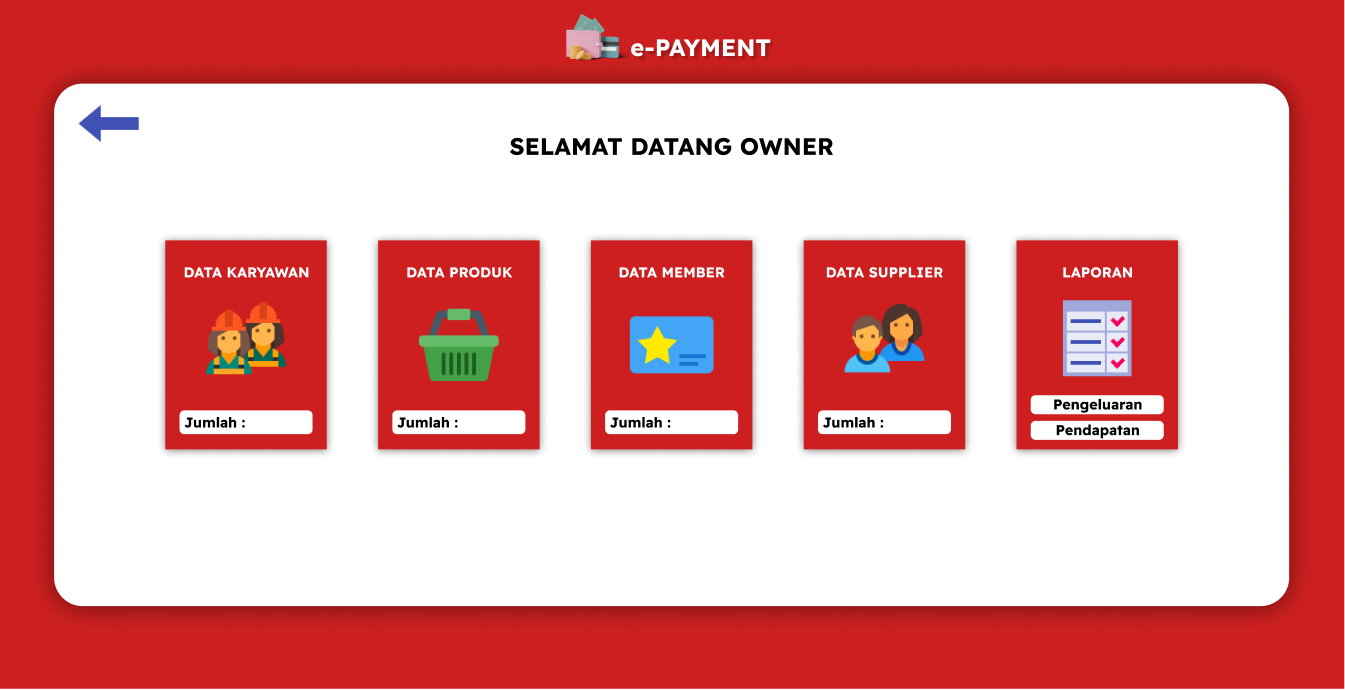 e-PAYMENT
SELAMAT DATANG OWNER
DATA KARYAWAN
Jumlah :
DATA PRODUK
Jumlah :
DATA MEMBER
Jumlah :
DATA SUPPLIER
Jumlah :
LAPORAN
Pengeluaran
Pendapatan